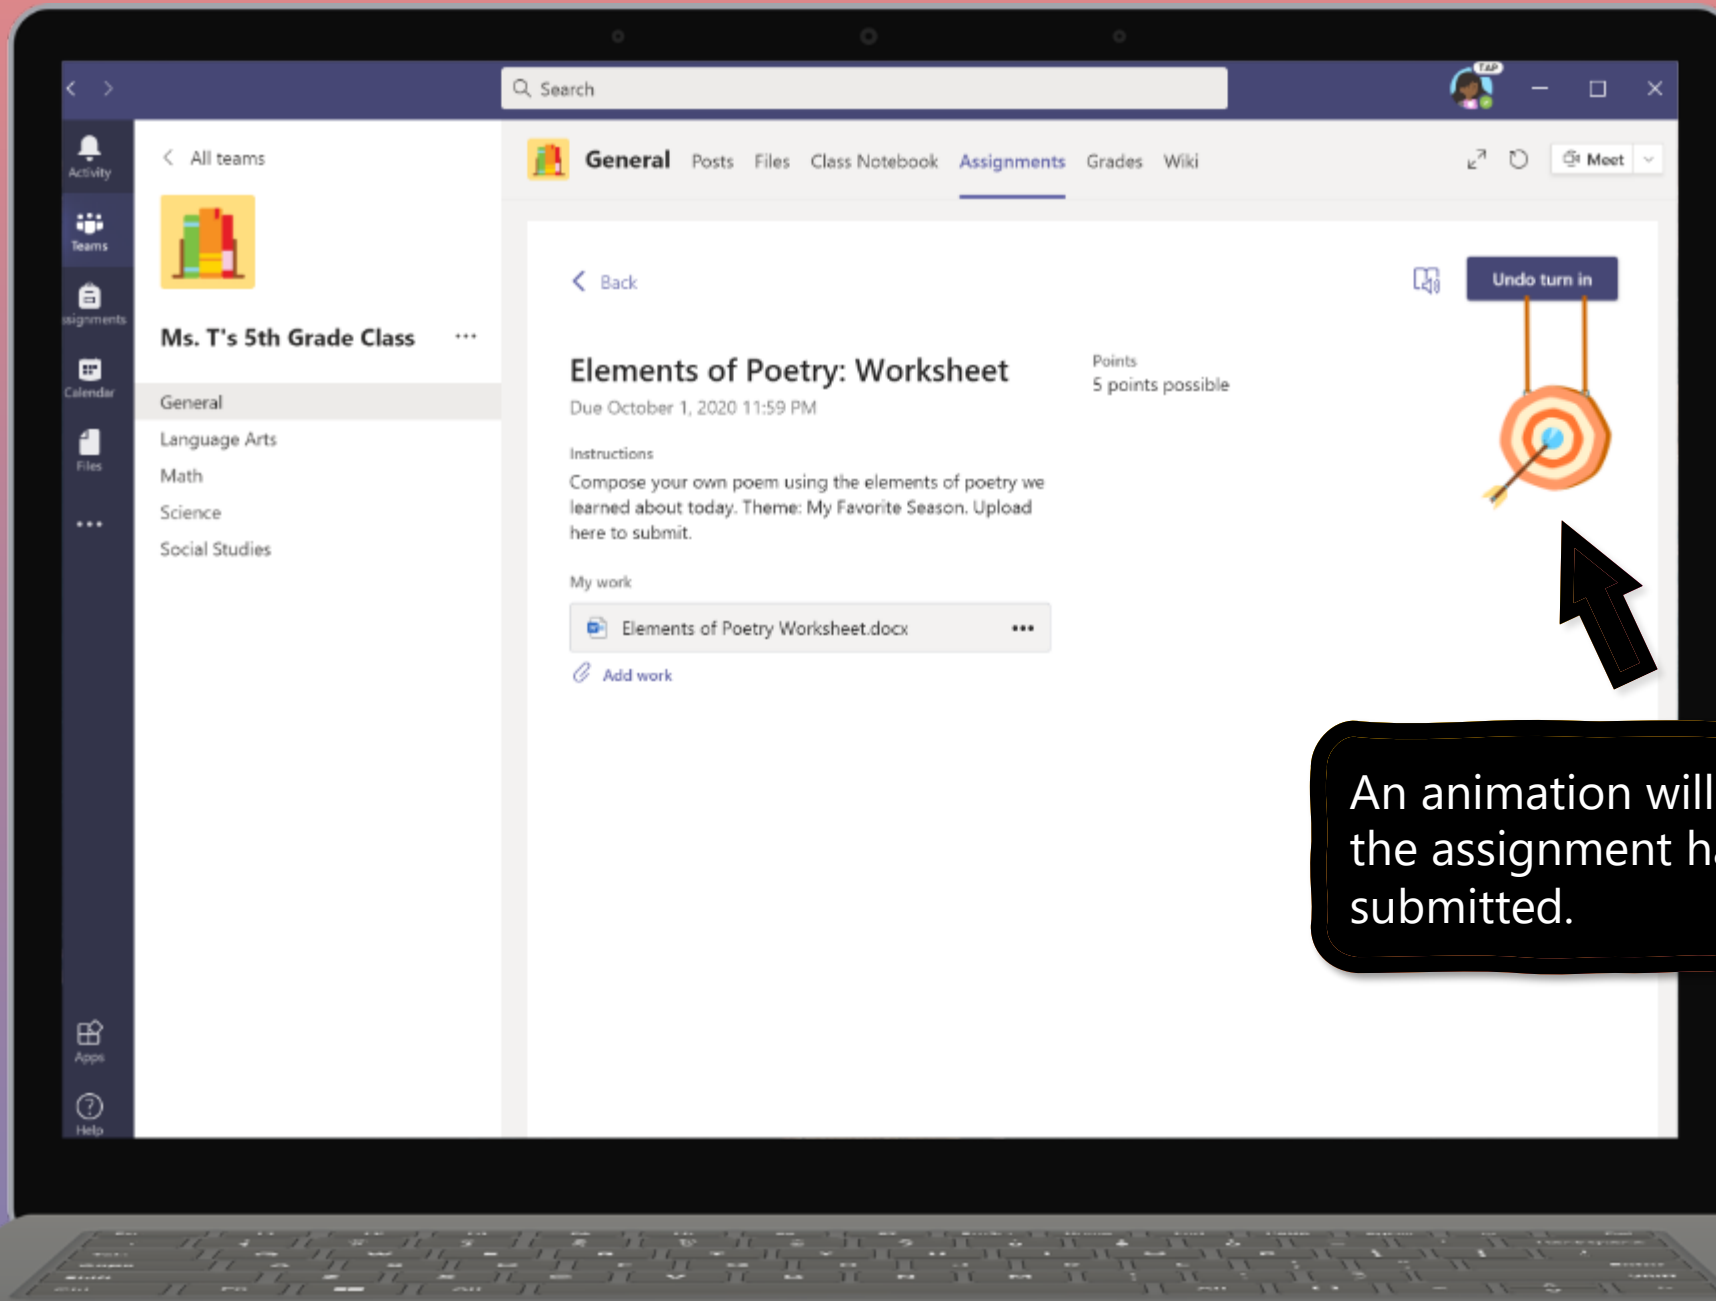 Search
TAP
Activity
Teams
ssignments
Calendar
Files
Apps
Help
All teams
Ms. T's 5th Grade Class
General
Language Arts
Math
Science
Social Studies
General Posts Files Class Notebook Assignments Grades Wiki
Meet
Back
Undo turn in
Elements of Poetry: Worksheet
Due October 1, 2020 11:59 PM
Points
5 points possible
Instructions
Compose your own poem using the elements of poetry we
learned about today. Theme: My Favorite Season. Upload
here to submit.
My work
Elements of Poetry Worksheet.docx
Add work
An animation will
the assignment ha
submitted.